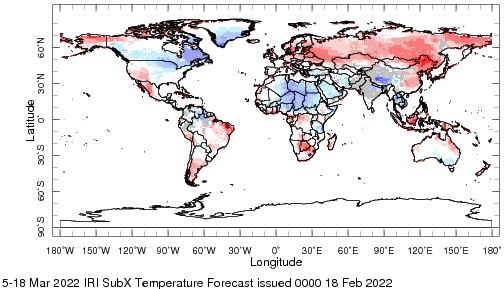 Latitude
60°N
30°N
0°
30°S
60°S
90°S
180°W 150°W 120°W 90°W 60°W 30°W 0° 30°E 60°E 90°E 120°E 150°E 180°E
Longitude
5-18 Mar 2022 IRI SubX Temperature Forecast issued 0000 18 Feb 2022